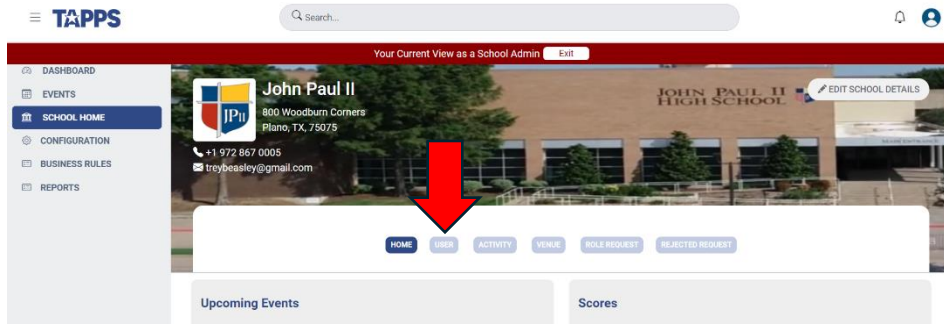 TAPPS
Search...
Your Current View as a School Admin Exit
DASHBOARD
EVENTS
SCHOOL HOME
CONFIGURATION
BUSINESS RULES
REPORTS
John Paul II
800 Woodburn Corners
Plano, TX, 75075
+1 972 867 0005
treybeasley@gmail.com
JPII
JOHN PAUL II
HIGH SCHOOL
EDIT SCHOOL DETAILS
HOME USER ACTIVITY VENUE ROLE REQUEST REJECTED REQUEST
Upcoming Events
Scores